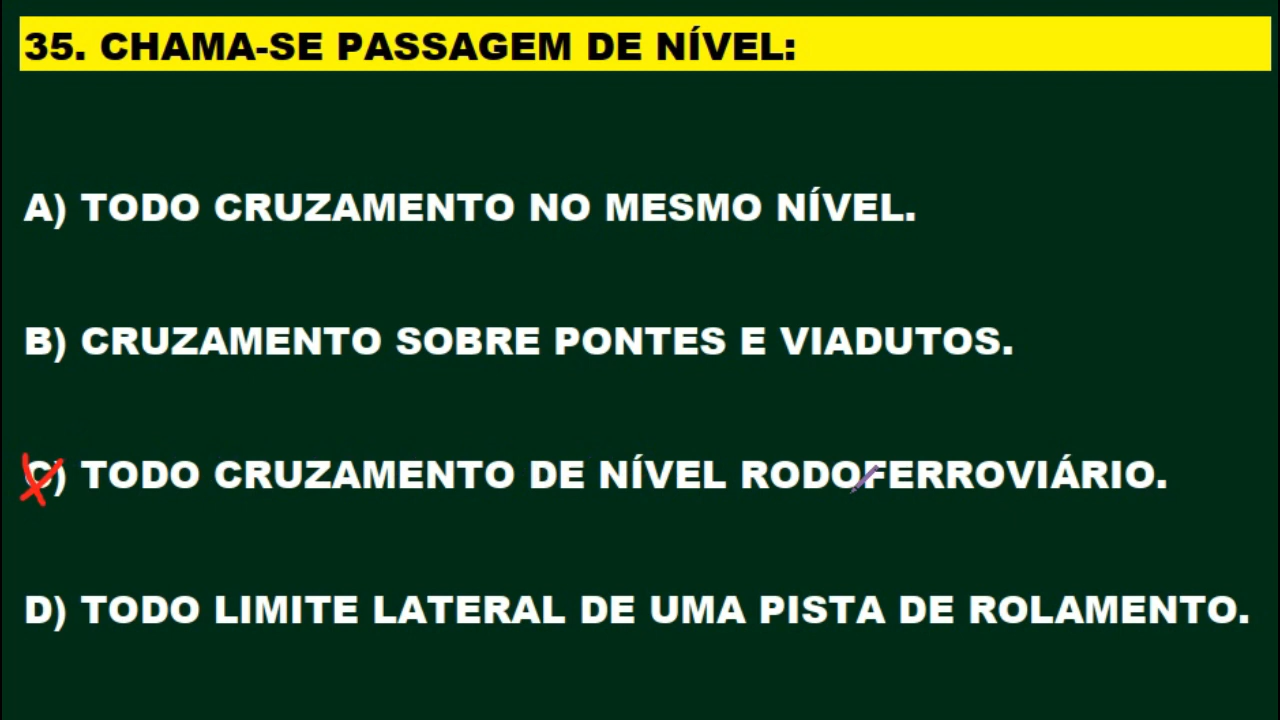 35. CHAMA-SE PASSAGEM DE NÍVEL:
A) TODO CRUZAMENTO NO MESMO NÍVEL.
B) CRUZAMENTO SOBRE PONTES E VIADUTOS.
C) TODO CRUZAMENTO DE NÍVEL RODOFERROVIÁRIO.
D) TODO LIMITE LATERAL DE UMA PISTA DE ROLAMENTO.